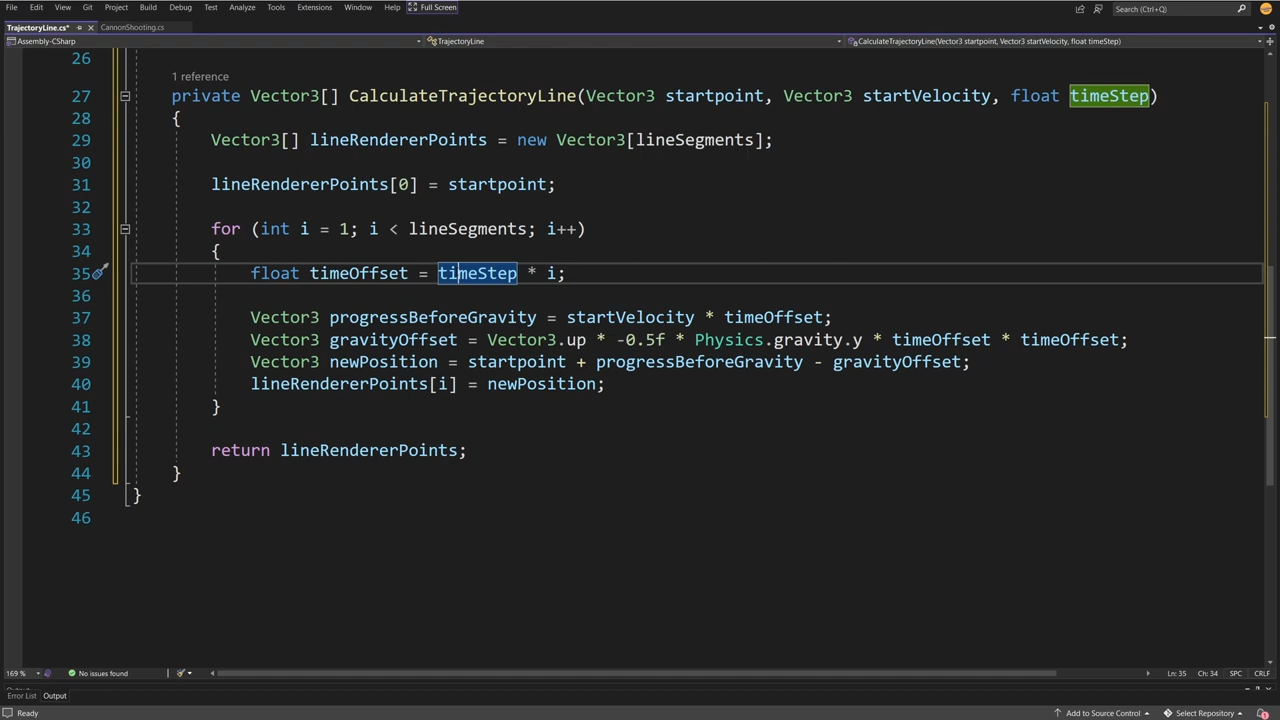 File Edit View Git Project Build Debug Test Analyze Tools Extensions Window Help Full Screen Search (Ctrl+Q)
TrajectoryLine.cs* CannonShooting.cs
Assembly-CSharp TrajectoryLine CalculateTrajectoryLine(Vector3 startpoint, Vector3 startVelocity, float timeStep)
26
1 reference
27 private Vector3[] CalculateTrajectoryLine(Vector3 startpoint, Vector3 startVelocity, float timeStep)
28 {
29 Vector3[] lineRendererPoints = new Vector3[lineSegments];
30
31 lineRendererPoints[0] = startpoint;
32
33 for (int i = 1; i < lineSegments; i++)
34 {
35 float timeOffset = timeStep * i;
36
37 Vector3 progressBeforeGravity = startVelocity * timeOffset;
38 Vector3 gravityOffset = Vector3.up * -0.5f * Physics.gravity.y * timeOffset * timeOffset;
39 Vector3 newPosition = startpoint + progressBeforeGravity - gravityOffset;
40 lineRendererPoints[i] = newPosition;
41 }
42
43 return lineRendererPoints;
44 }
45 }
46
169 % No issues found Ln: 35 Ch: 34 SPC CRLF
Error List Output
Ready Add to Source Control Select Repository